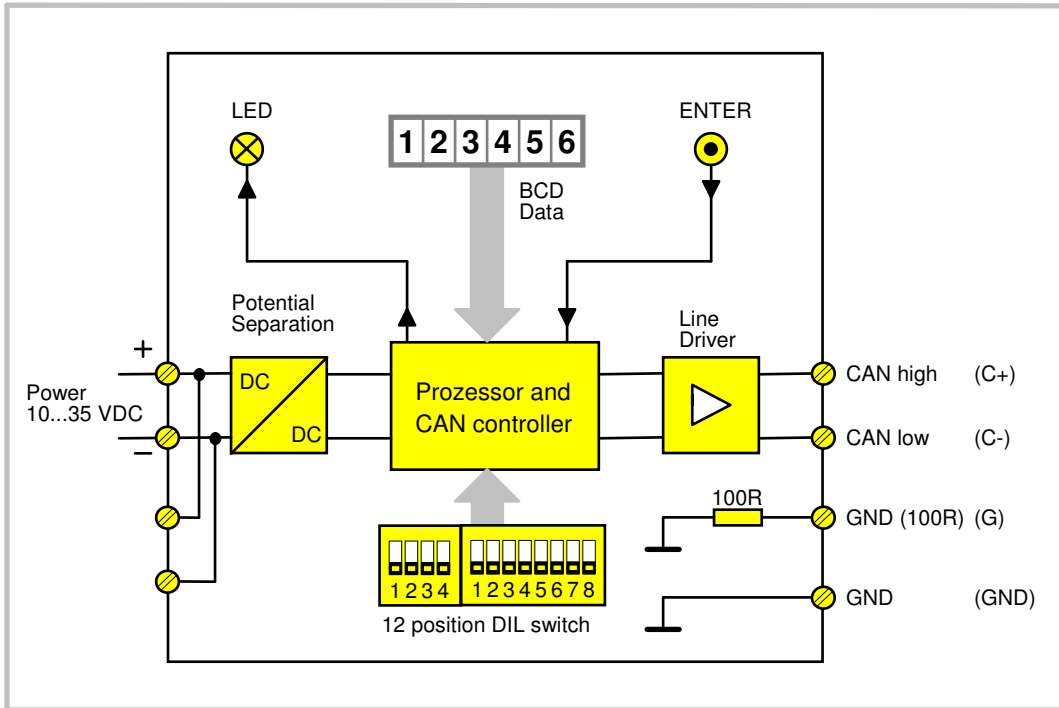 LED
ENTER
1 2 3 4 5 6
BCD
Data
Potential
Separation
Line
Driver
+
Power
10...35 VDC
−
DC
DC
Prozessor and
CAN controller
CAN high (C+)
CAN low (C-)
100R
GND (100R) (G)
1 2 3 4 1 2 3 4 5 6 7 8
GND (GND)
12 position DIL switch